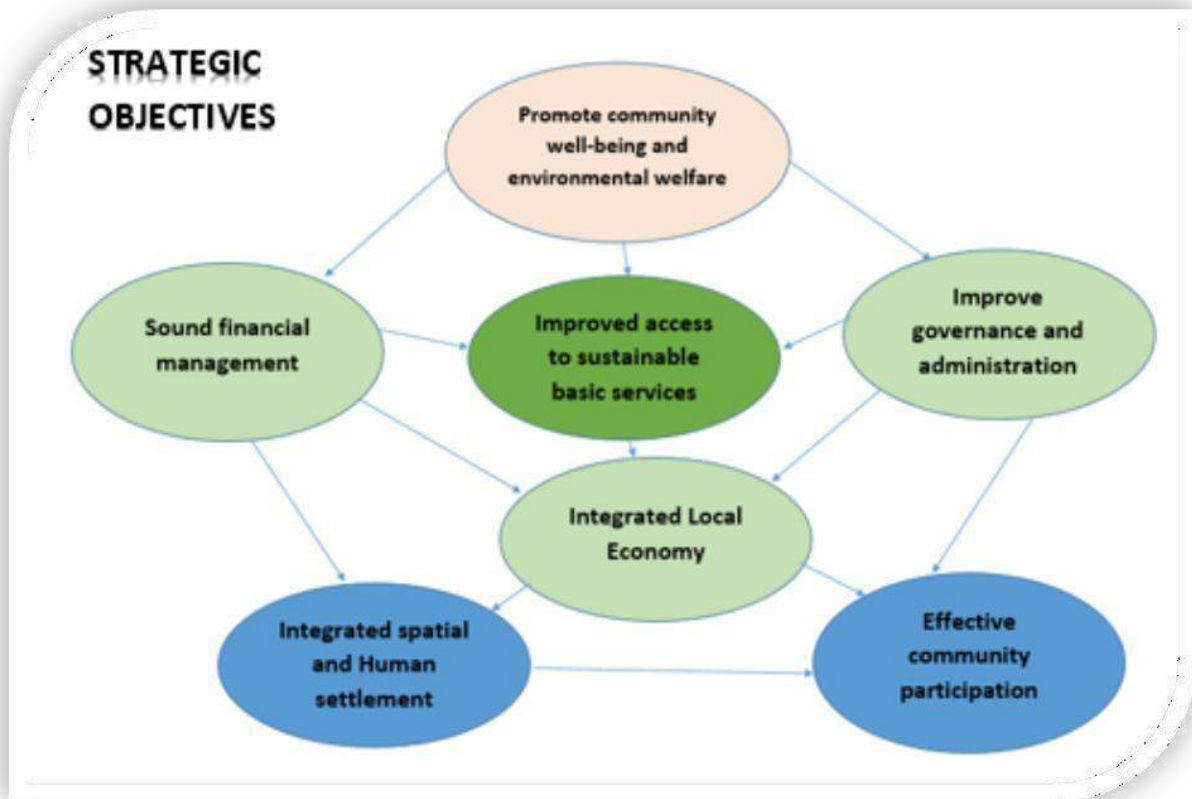 STRATEGIC
OBJECTIVES
Promote community
well-being and
environmental welfare
Sound financial
management
Improved access
to sustainable
basic services
Improve
governance and
administration
Integrated Local
Economy
Integrated spatial
and Human
settlement
Effective
community
participation